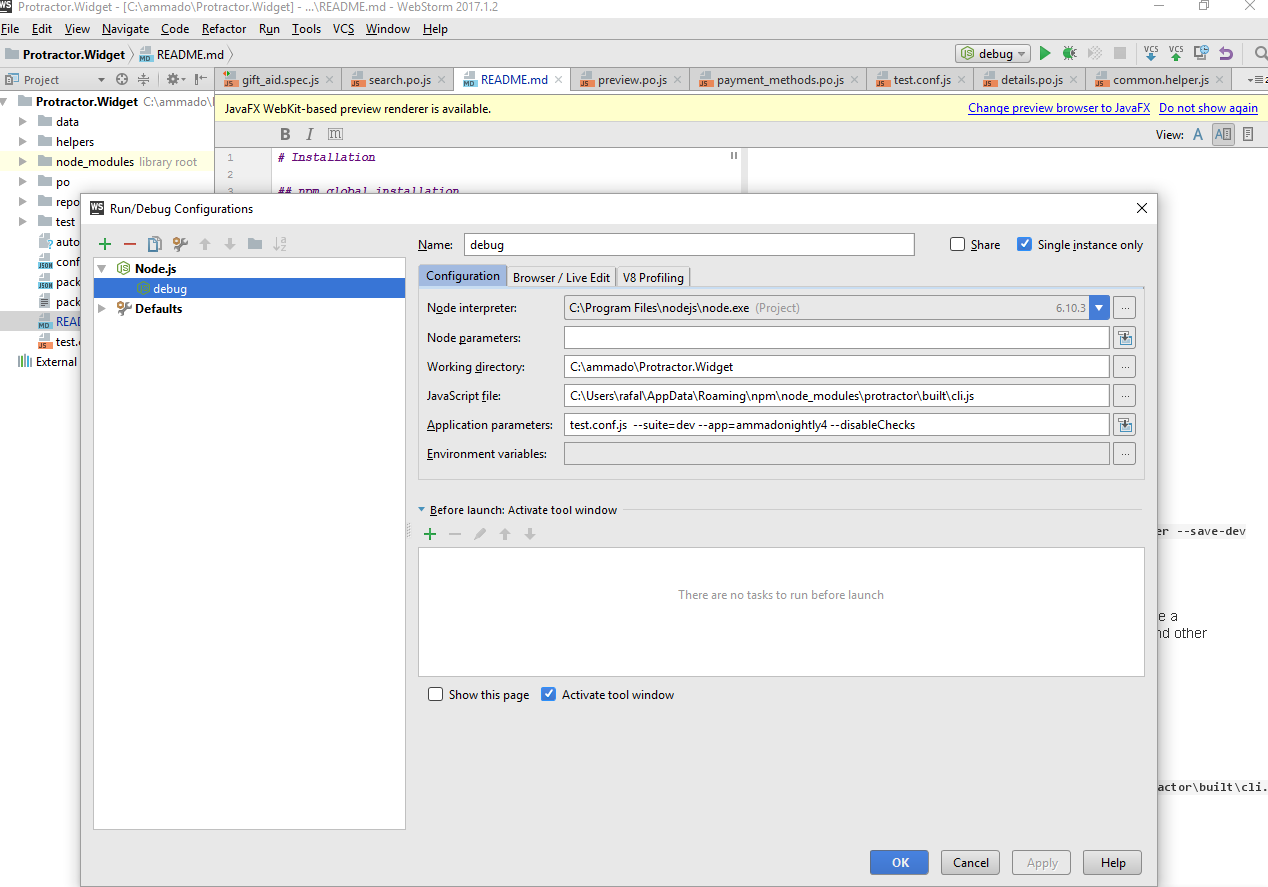 Protractor.Widget - [C:\ammado\Protractor.Widget] - ...\README.md - WebStorm 2017.1.2
File Edit View Navigate Code Refactor Run Tools VCS Window Help
Protractor.Widget README.md debug VCS VCS
Project gift_aid.spec.js search.po.js README.md preview.po.js payment_methods.po.js test.conf.js details.po.js common.helper.js
Protractor.Widget C:\ammado\
JavaFX WebKit-based preview renderer is available. Change preview browser to JavaFX Do not show again
data
B I m View: A
helpers
1 # Installation
node_modules library root
2
po
3 ## npm global installation
repo
test
auto
conf
pack
pack
READ
test.
External
WS Run/Debug Configurations
Name: debug Share Single instance only
Node.js
debug
Defaults
Configuration Browser / Live Edit V8 Profiling
Node interpreter: C:\Program Files\nodejs\node.exe (Project) 6.10.3 ...
Node parameters:
Working directory: C:\ammado\Protractor.Widget ...
JavaScript file: C:\Users\rafal\AppData\Roaming\npm\node_modules\protractor\built\cli.js ...
Application parameters: test.conf.js --suite=dev --app=ammadonightly4 --disableChecks
Environment variables: ...
Before launch: Activate tool window
There are no tasks to run before launch
Show this page Activate tool window
OK Cancel Apply Help
er --save-dev
e a
nd other
actor\built\cli.